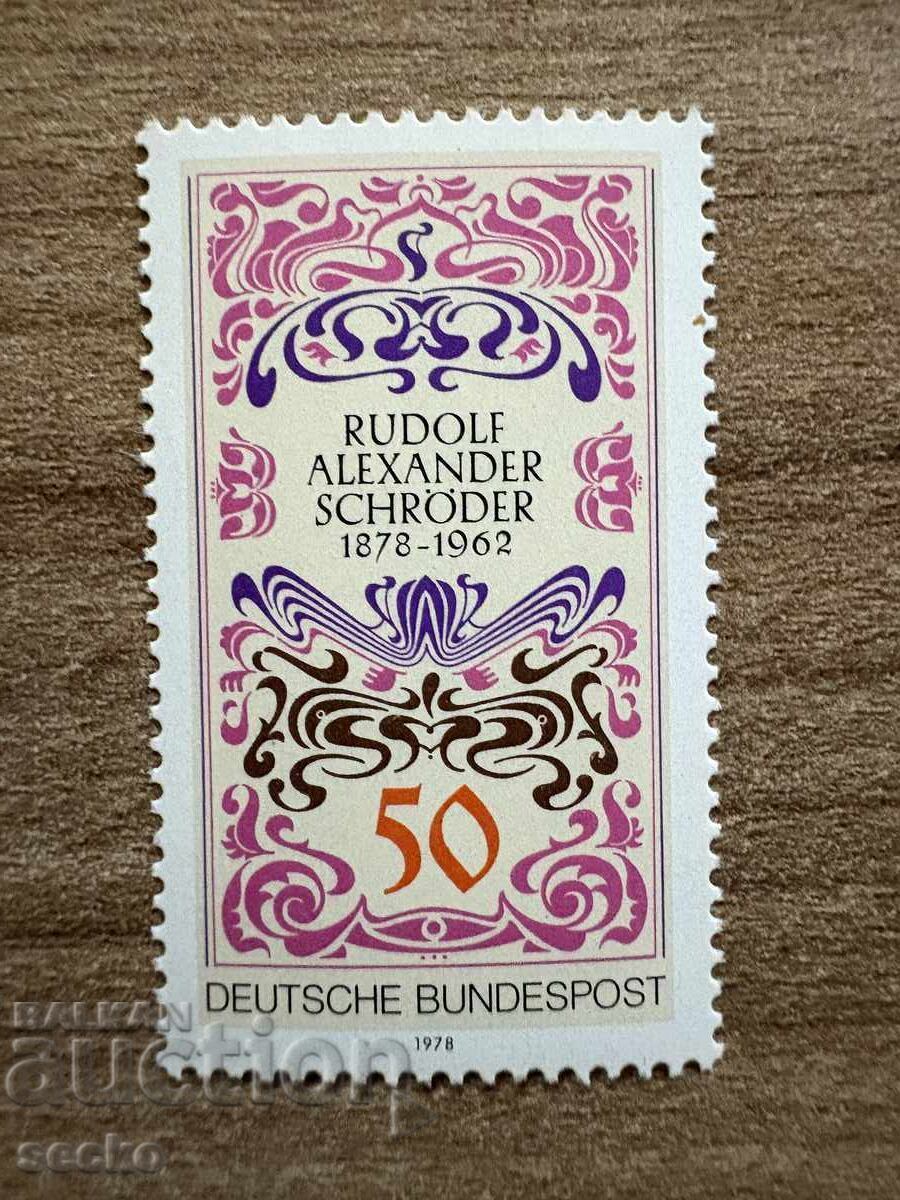 RUDOLF
ALEXANDER
SCHRÖDER
1878-1962
50
DEUTSCHE BUNDESPOST
1978
BALKAN
auction
secko